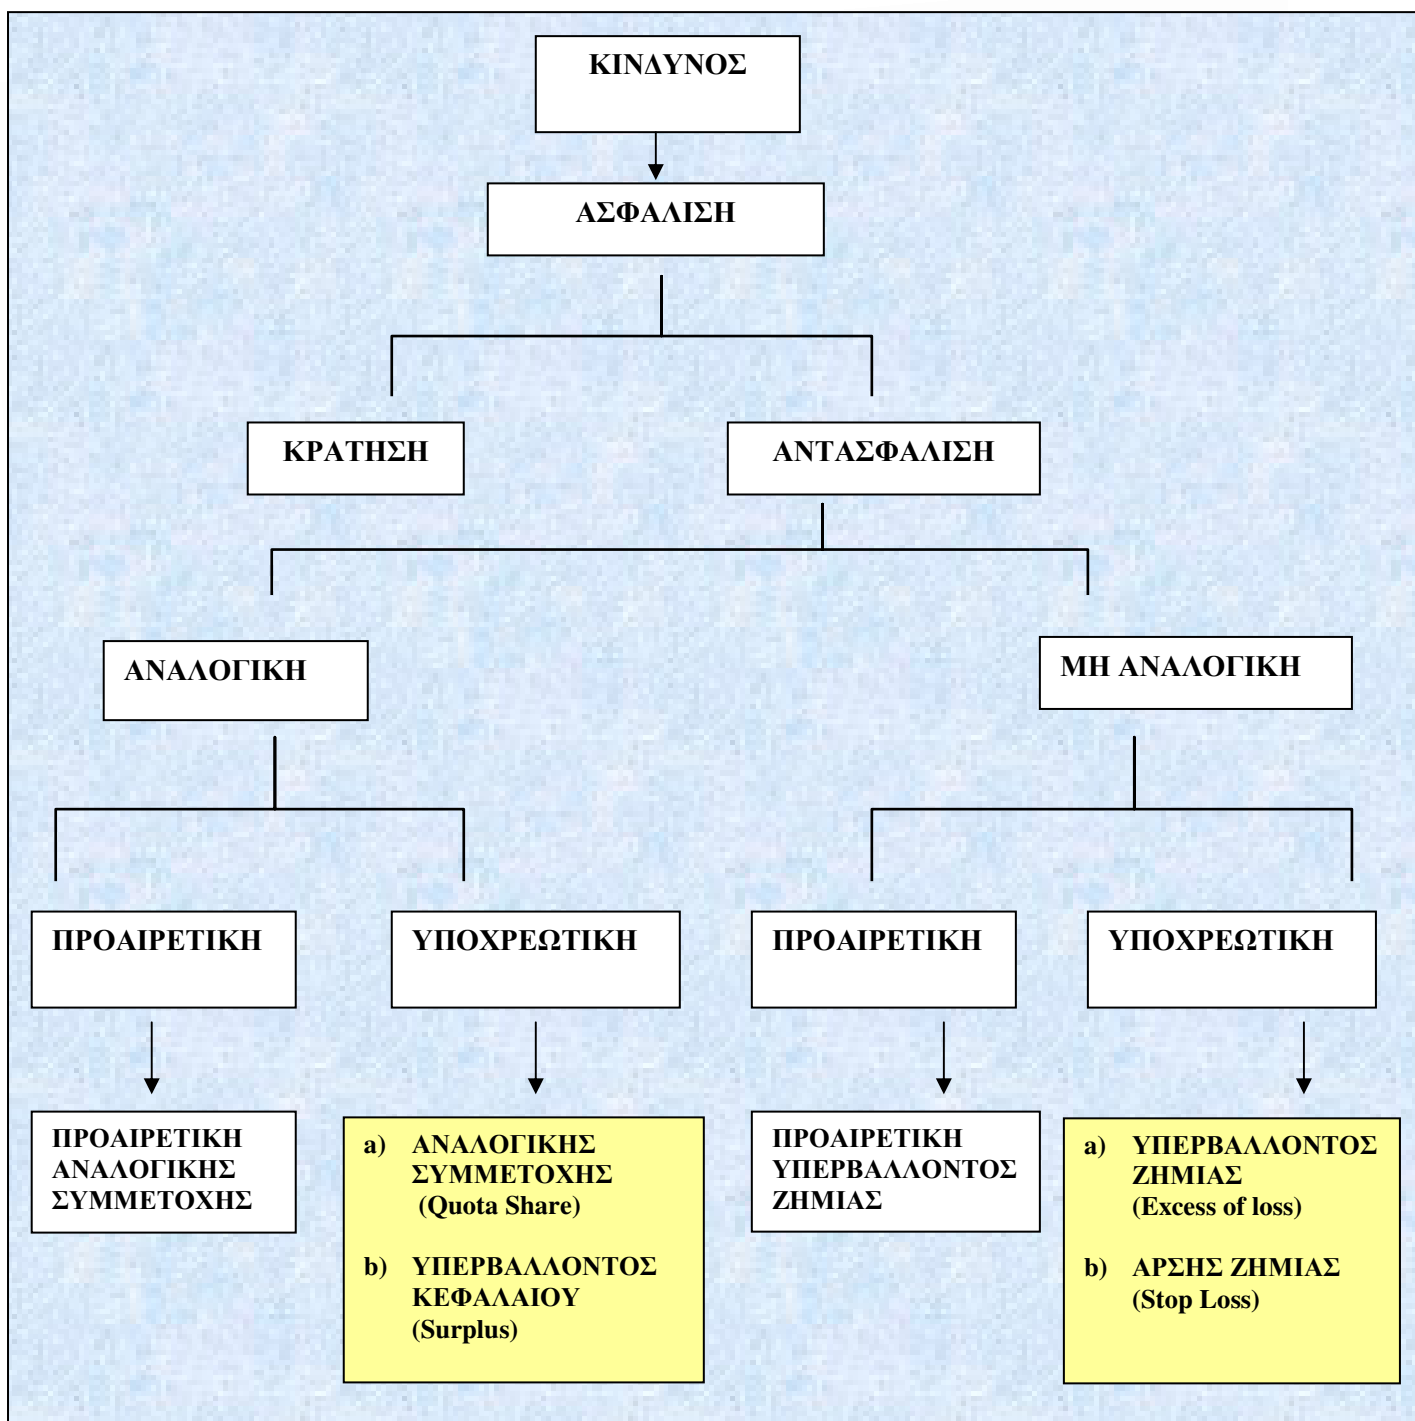 ΚΙΝΔΥΝΟΣ
ΑΣΦΑΛΙΣΗ
ΚΡΑΤΗΣΗ
ΑΝΤΑΣΦΑΛΙΣΗ
ΑΝΑΛΟΓΙΚΗ
ΜΗ ΑΝΑΛΟΓΙΚΗ
ΠΡΟΑΙΡΕΤΙΚΗ
ΥΠΟΧΡΕΩΤΙΚΗ
ΠΡΟΑΙΡΕΤΙΚΗ
ΥΠΟΧΡΕΩΤΙΚΗ
ΠΡΟΑΙΡΕΤΙΚΗ
ΑΝΑΛΟΓΙΚΗΣ
ΣΥΜΜΕΤΟΧΗΣ
a) ΑΝΑΛΟΓΙΚΗΣ
ΣΥΜΜΕΤΟΧΗΣ
(Quota Share)
b) ΥΠΕΡΒΑΛΛΟΝΤΟΣ
ΚΕΦΑΛΑΙΟΥ
(Surplus)
ΠΡΟΑΙΡΕΤΙΚΗ
ΥΠΕΡΒΑΛΛΟΝΤΟΣ
ΖΗΜΙΑΣ
a) ΥΠΕΡΒΑΛΛΟΝΤΟΣ
ΖΗΜΙΑΣ
(Excess of loss)
b) ΑΡΣΗΣ ΖΗΜΙΑΣ
(Stop Loss)